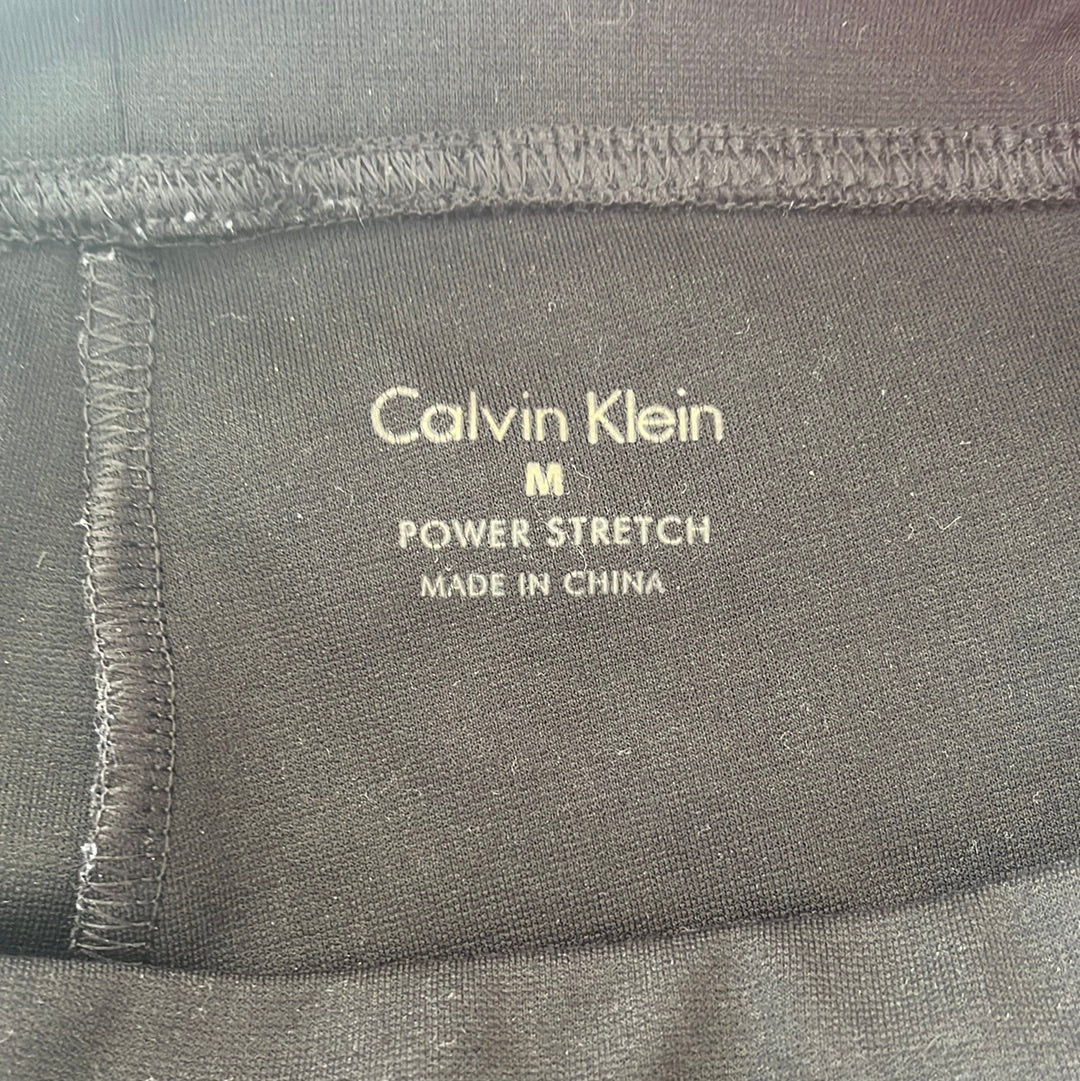 Calvin Klein
M
POWER STRETCH
MADE IN CHINA